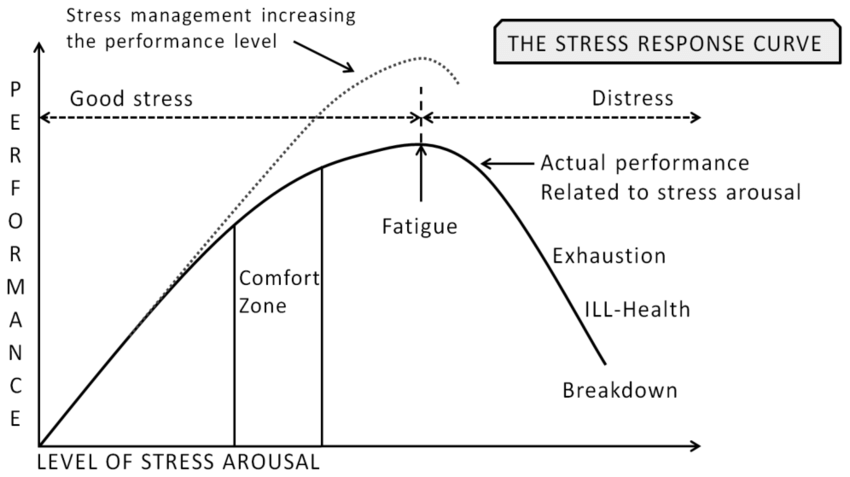 Stress management increasing
the performance level
THE STRESS RESPONSE CURVE
Good stress
Distress
PERFORMANCE
Actual performance
Related to stress arousal
Fatigue
Comfort
Zone
Exhaustion
ILL-Health
Breakdown
LEVEL OF STRESS AROUSAL